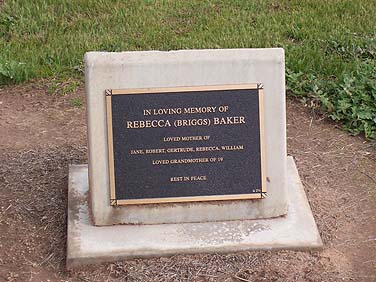 IN LOVING MEMORY OF
REBECCA (BRIGGS) BAKER
LOVED MOTHER OF
JANE, ROBERT, GERTRUDE, REBECCA, WILLIAM
LOVED GRANDMOTHER OF 19
REST IN PEACE